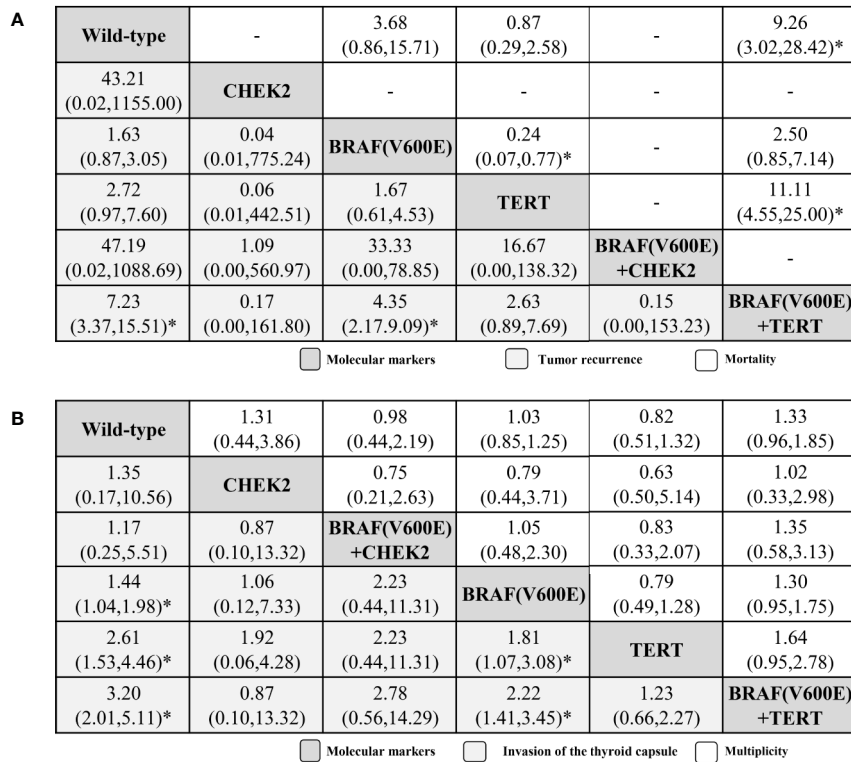 A
Wild-type - 3.68 0.87 - 9.26
(0.86,15.71) (0.29,2.58) (3.02,28.42)*
43.21 CHEK2 - - - -
(0.02,1155.00)
1.63 0.04 BRAF(V600E) 0.24 - 2.50
(0.87,3.05) (0.01,775.24) (0.07,0.77)* (0.85,7.14)
2.72 0.06 1.67 TERT - 11.11
(0.97,7.60) (0.01,442.51) (0.61,4.53) (4.55,25.00)*
47.19 1.09 33.33 16.67 BRAF(V600E) -
(0.02,1088.69) (0.00,560.97) (0.00,78.85) (0.00,138.32) +CHEK2
7.23 0.17 4.35 2.63 0.15 BRAF(V600E)
(3.37,15.51)* (0.00,161.80) (2.17.9.09)* (0.89,7.69) (0.00,153.23) +TERT
Molecular markers Tumor recurrence Mortality
B
Wild-type 1.31 0.98 1.03 0.82 1.33
(0.44,3.86) (0.44,2.19) (0.85,1.25) (0.51,1.32) (0.96,1.85)
1.35 CHEK2 0.75 0.79 0.63 1.02
(0.17,10.56) (0.21,2.63) (0.44,3.71) (0.50,5.14) (0.33,2.98)
1.17 0.87 BRAF(V600E) 1.05 0.83 1.35
(0.25,5.51) (0.10,13.32) +CHEK2 (0.48,2.30) (0.33,2.07) (0.58,3.13)
1.44 1.06 2.23 BRAF(V600E) 0.79 1.30
(1.04,1.98)* (0.12,7.33) (0.44,11.31) (0.49,1.28) (0.95,1.75)
2.61 1.92 2.23 1.81 TERT 1.64
(1.53,4.46)* (0.06,4.28) (0.44,11.31) (1.07,3.08)* (0.95,2.78)
3.20 0.87 2.78 2.22 1.23 BRAF(V600E)
(2.01,5.11)* (0.10,13.32) (0.56,14.29) (1.41,3.45)* (0.66,2.27) +TERT
Molecular markers Invasion of the thyroid capsule Multiplicity